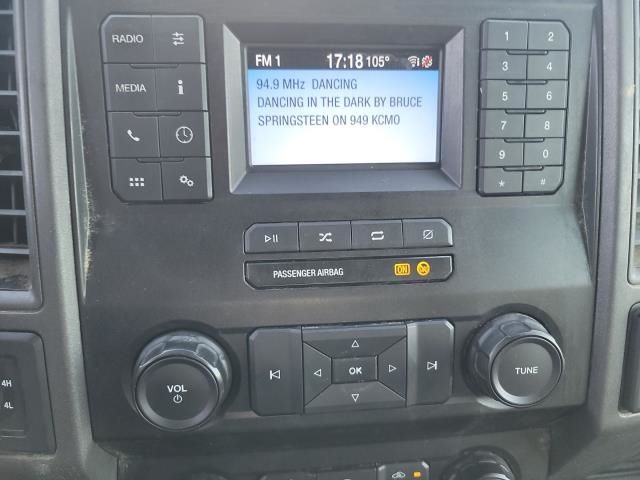 RADIO
MEDIA
FM 1 17:18 105°
94.9 MHz DANCING
DANCING IN THE DARK BY BRUCE
SPRINGSTEEN ON 949 KCMO
1 2
3 4
5 6
7 8
9 0
* #
PASSENGER AIRBAG ON
VOL
OK
TUNE
4H
4L